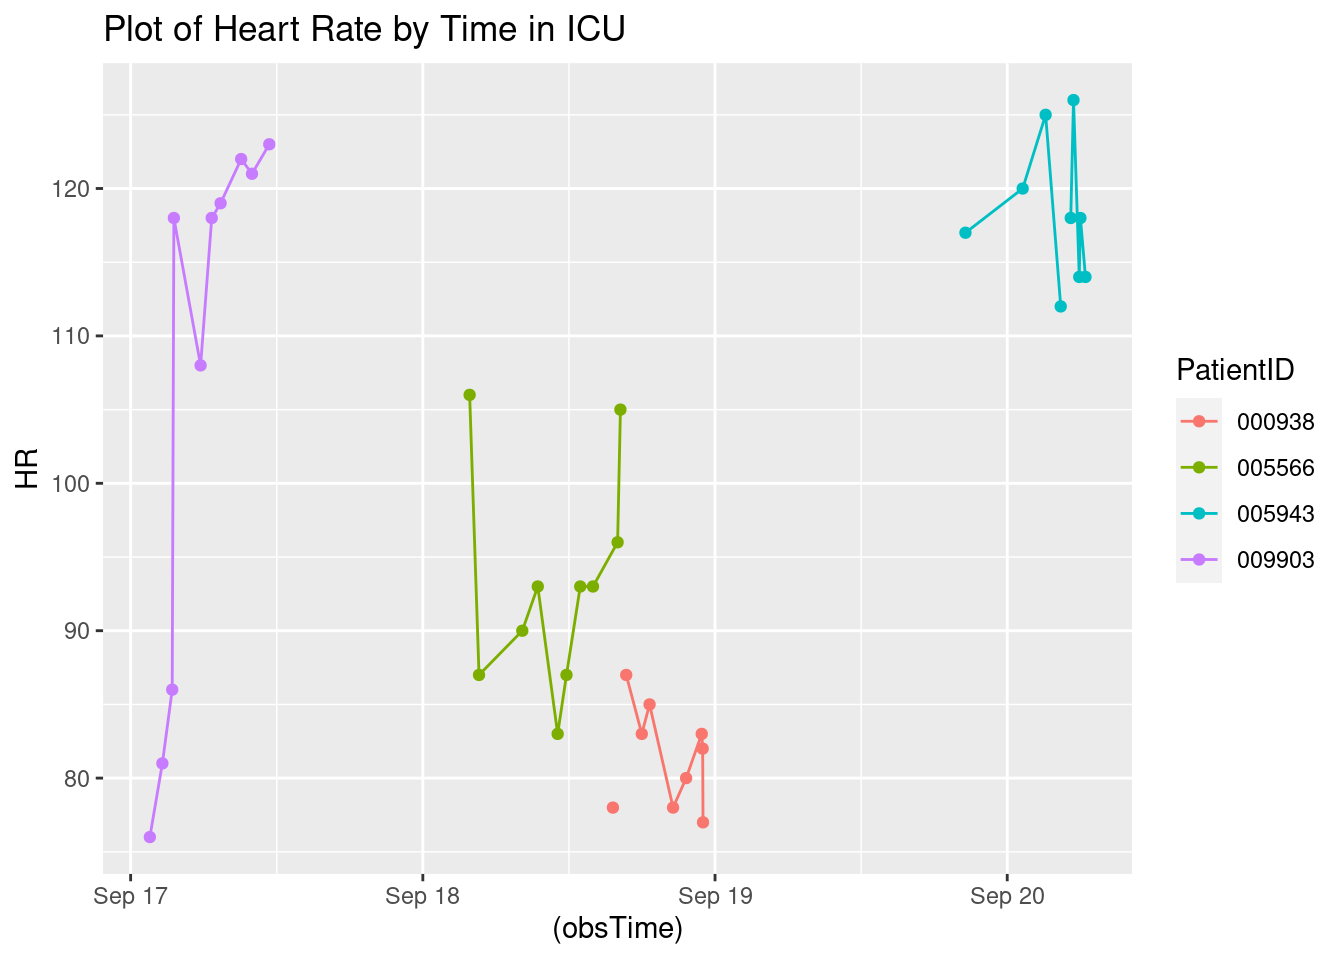 Plot of Heart Rate by Time in ICU
120
110
100
90
80
HR
Sep 17
Sep 18
Sep 19
Sep 20
(obsTime)
PatientID
000938
005566
005943
009903